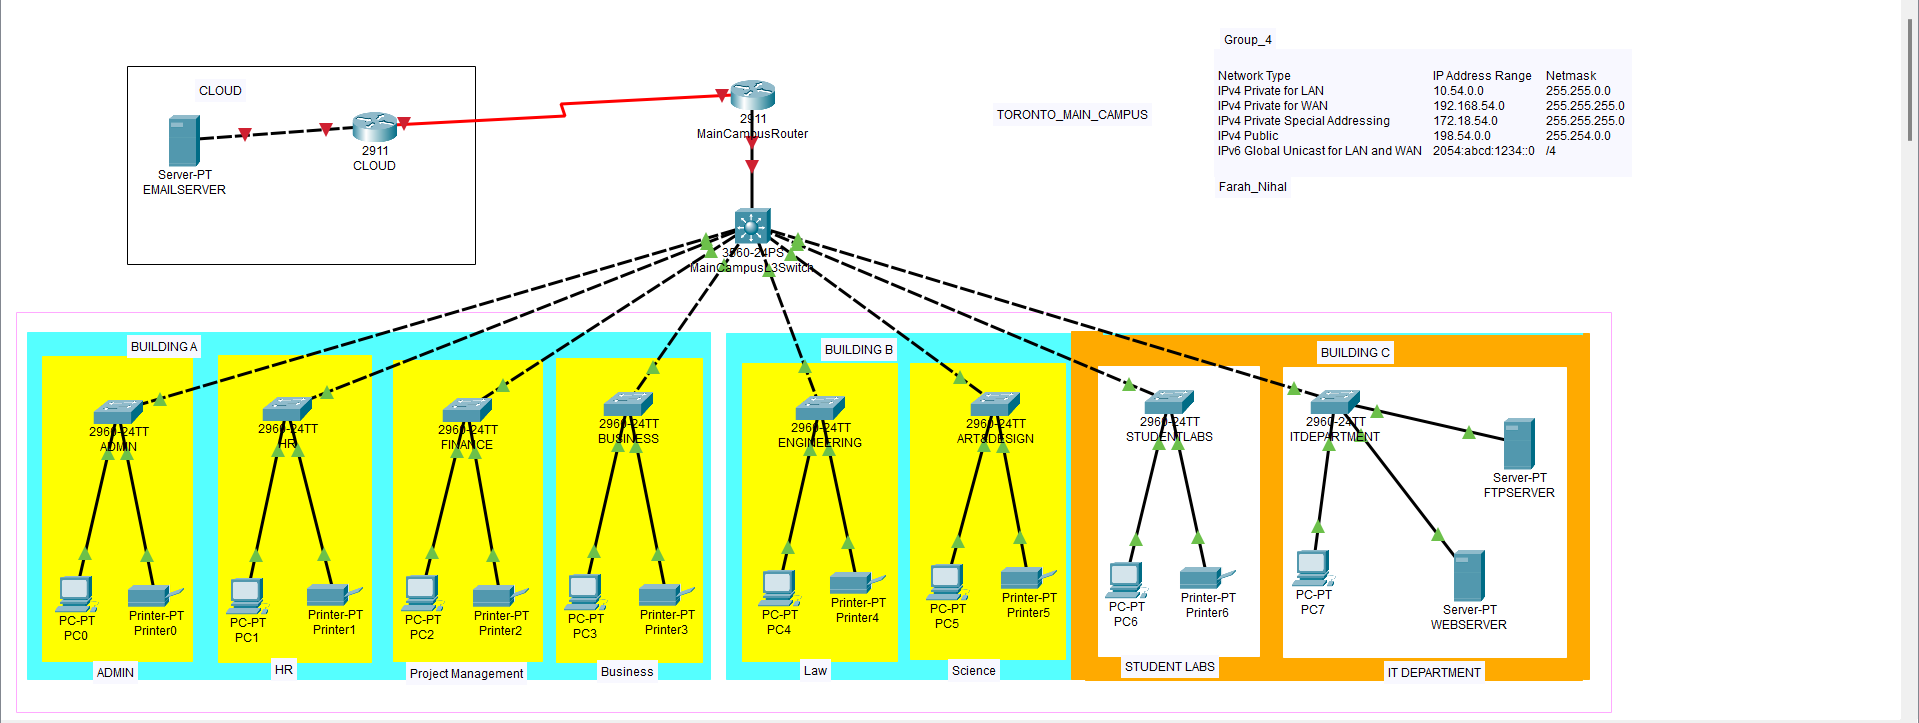 Group_4
Network Type IP Address Range Netmask
IPv4 Private for LAN 10.54.0.0 255.255.0.0
IPv4 Private for WAN 192.168.54.0 255.255.255.0
IPv4 Private Special Addressing 172.18.54.0 255.255.255.0
IPv4 Public 198.54.0.0 255.254.0.0
IPv6 Global Unicast for LAN and WAN 2054:abcd:1234::0 /4
Farah_Nihal
TORONTO_MAIN_CAMPUS
CLOUD
Server-PT
EMAILSERVER
2911
CLOUD
2911
MainCampusRouter
3560-24PS
MainCampusL3Switch
BUILDING A
BUILDING B
BUILDING C
2960-24TT
ADMIN
2960-24TT
HR
2960-24TT
FINANCE
2960-24TT
BUSINESS
2960-24TT
ENGINEERING
2960-24TT
ARTSDESIGN
2960-24TT
STUDENTLABS
2960-24TT
ITDEPARTMENT
Server-PT
FTPSERVER
PC-PT
PC0
Printer-PT
Printer0
PC-PT
PC1
Printer-PT
Printer1
PC-PT
PC2
Printer-PT
Printer2
PC-PT
PC3
Printer-PT
Printer3
PC-PT
PC4
Printer-PT
Printer4
PC-PT
PC5
Printer-PT
Printer5
PC-PT
PC6
Printer-PT
Printer6
PC-PT
PC7
Server-PT
WEBSERVER
ADMIN
HR
Project Management
Business
Law
Science
STUDENT LABS
IT DEPARTMENT